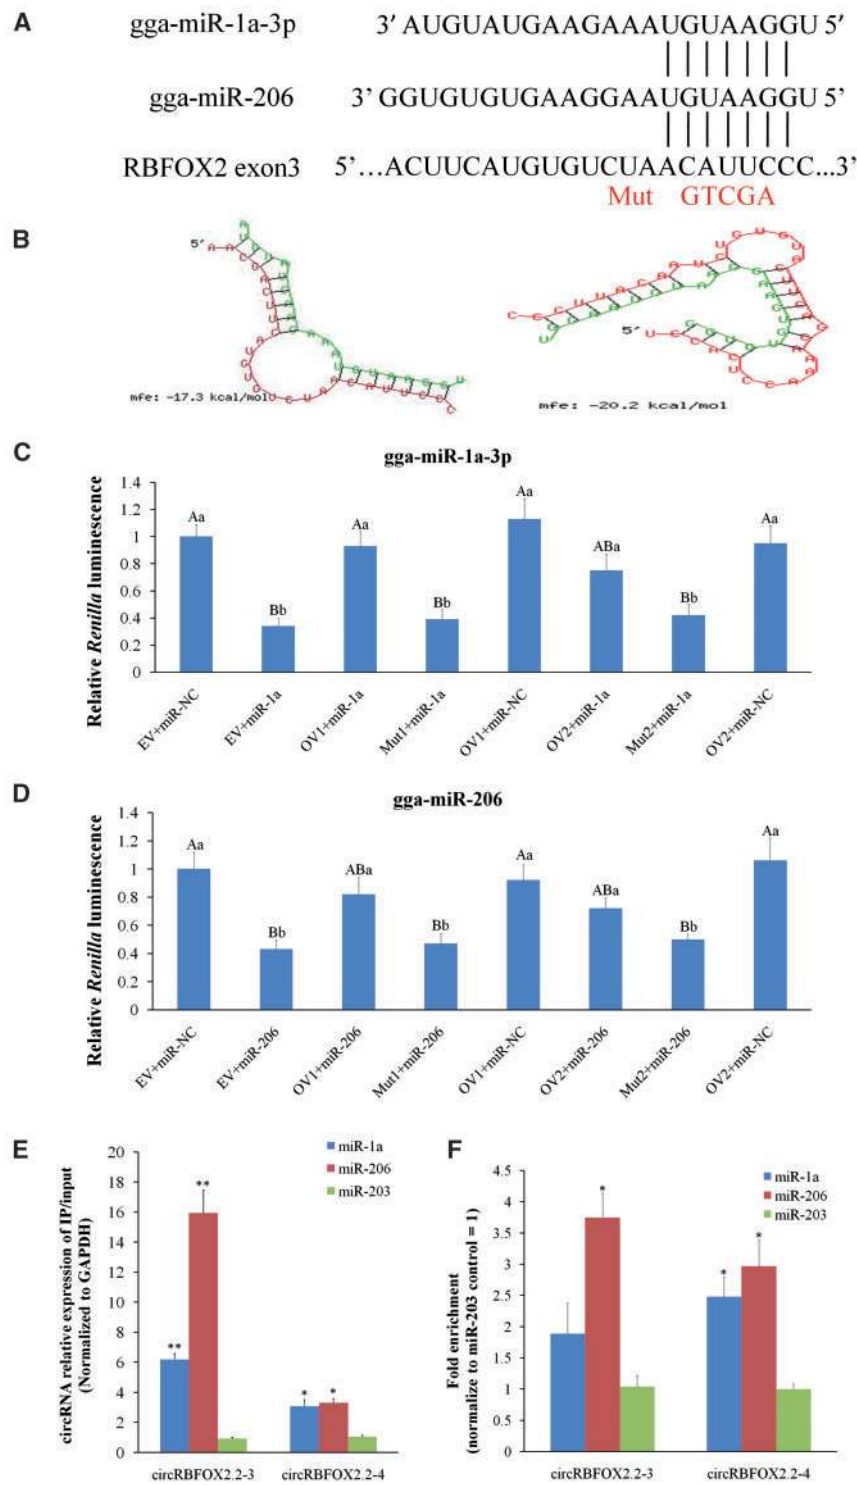 A
gga-miR-1a-3p 3' AUGUAUGAAGAAAUGUAAGGU 5'
gga-miR-206 3' GGUGUGUGAAGGAAUGUAAGGU 5'
RBFOX2 exon3 5'…ACUUCAUGUGUCUAACAUUCCC...3'
Mut GTCGA
B
5'
mfe: -17.3 kcal/mol
5'
mfe: -20.2 kcal/mol
C
gga-miR-1a-3p
Relative Renilla luminescence
1.4
1.2
1
0.8
0.6
0.4
0.2
0
Aa
Bb
Aa
Bb
Aa
ABa
Bb
Aa
EV+miR-NC
EV+miR-1a
OV1+miR-1a
Mut1+miR-1a
OV1+miR-NC
OV2+miR-1a
Mut2+miR-1a
OV2+miR-NC
D
gga-miR-206
Relative Renilla luminescence
1.4
1.2
1
0.8
0.6
0.4
0.2
0
Aa
Bb
ABa
Bb
Aa
ABa
Bb
Aa
EV+miR-NC
EV+miR-206
OV1+miR-206
Mut1+miR-206
OV1+miR-NC
OV2+miR-206
Mut2+miR-206
OV2+miR-NC
E
circRNA relative expression of IP/input
(Normalized to GAPDH)
20
18
16
14
12
10
8
6
4
2
0
miR-1a
miR-206
miR-203
**
**
*
*
circRBFOX2.2-3
circRBFOX2.2-4
F
Fold enrichment
(normalize to miR-203 control = 1)
4.5
4
3.5
3
2.5
2
1.5
1
0.5
0
miR-1a
miR-206
miR-203
*
*
*
circRBFOX2.2-3
circRBFOX2.2-4